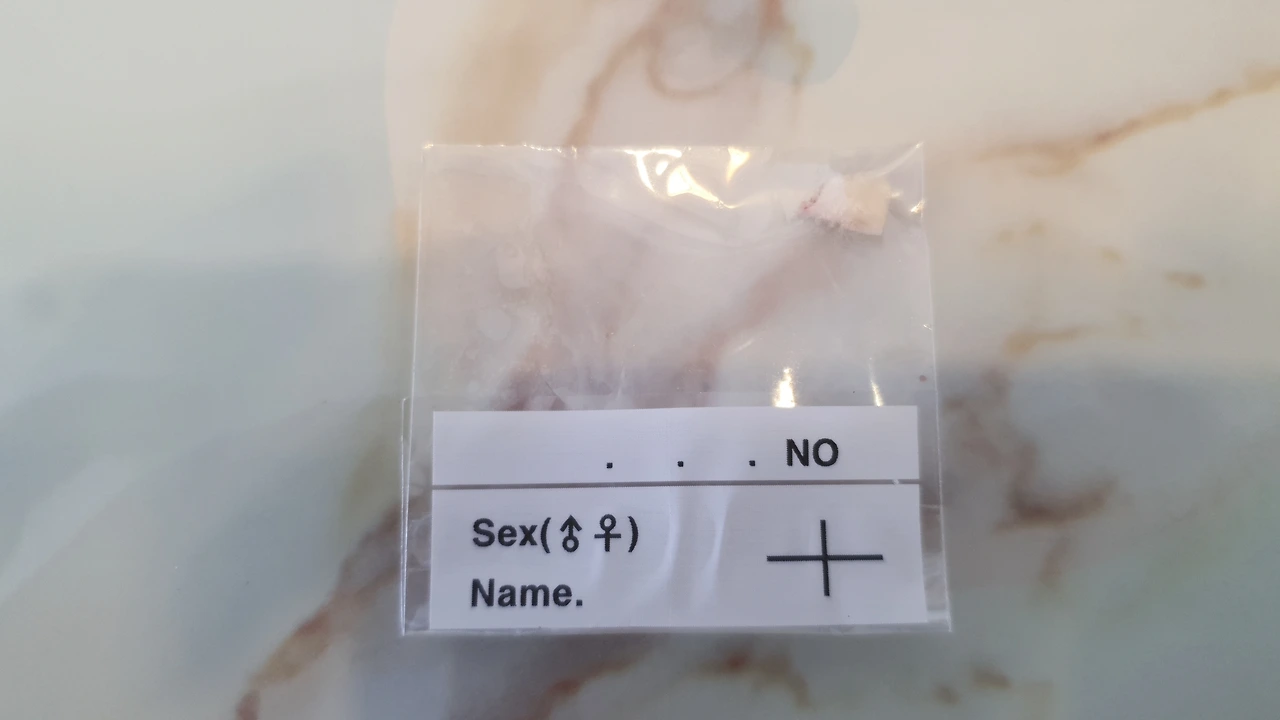 . . . NO
Sex(♂♀)
Name.